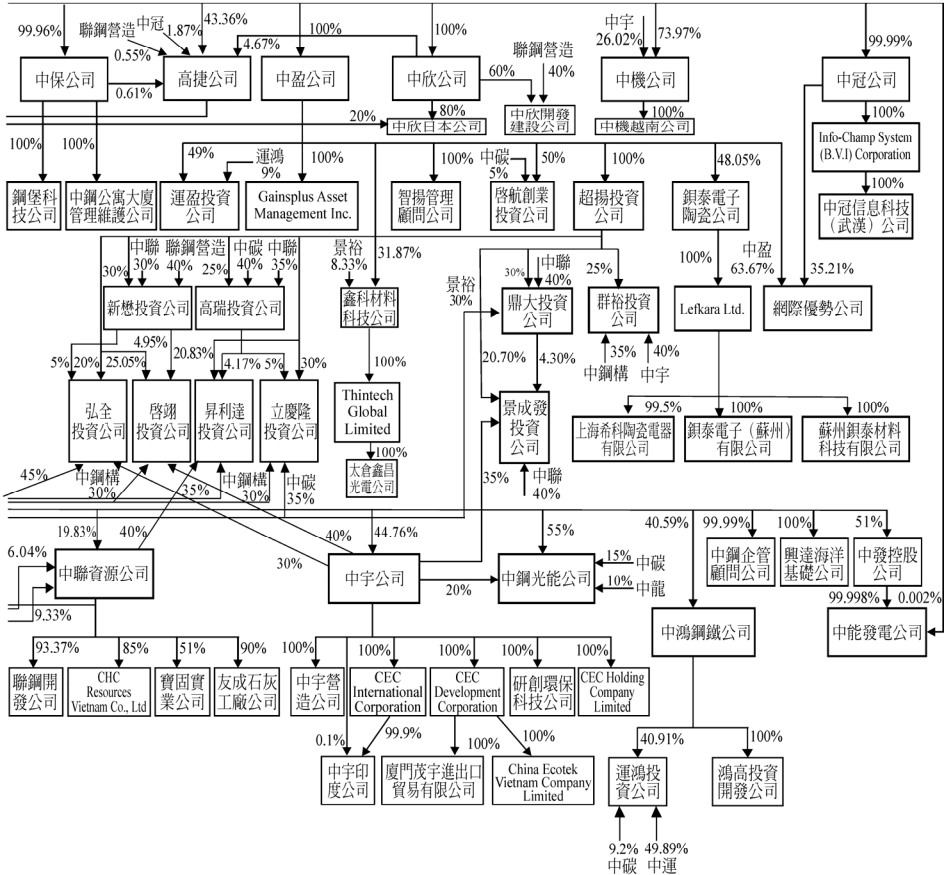 99.96%
聯鋼營造
0.55%
中冠
1.87%
43.36%
4.67%
100%
100%
100%
聯鋼營造
中宇
26.02%
73.97%
99.99%
中保公司
0.61%
高捷公司
中盈公司
中欣公司
60%
40%
中機公司
中冠公司
20%
80%
中欣日本公司
中欣開發
建設公司
100%
中機越南公司
100%
Info-Champ System
(B.V.I) Corporation
100%
100%
49%
運鴻
9%
100%
100%
中碳
5%
50%
100%
48.05%
100%
鋼堡科
技公司
中鋼公寓大廈
管理維護公司
運盈投資
公司
Gainsplus Asset
Management Inc.
智揚管理
顧問公司
啓航創業
投資公司
超揚投資
公司
鋇泰電子
陶瓷公司
中冠信息科技
（武漢）公司
30%
中聯
30%
聯鋼營造
40%
25%
中碳
40%
中聯
35%
景裕
8.33%
31.87%
景裕
30%
30%
中聯
40%
25%
100%
中盈
63.67%
35.21%
新懋投資公司
高瑞投資公司
鑫科材料
科技公司
鼎大投資
公司
群裕投資
公司
Lefkara Ltd.
網際優勢公司
5%
20%
25.05%
4.95%
20.83%
4.17%
5%
30%
100%
20.70%
4.30%
35%
中鋼構
40%
中宇
弘全
投資公司
啓翊
投資公司
昇利達
投資公司
立慶隆
投資公司
Thintech
Global
Limited
景成發
投資
公司
99.5%
100%
100%
上海希科陶瓷電器
有限公司
鋇泰電子（蘇州）
有限公司
蘇州鋇泰材料
科技有限公司
100%
太倉鑫昌
光電公司
45%
中鋼構
30%
35%
中鋼構
30%
中碳
35%
35%
中聯
40%
19.83%
40%
30%
40%
44.76%
55%
40.59%
99.99%
100%
51%
6.04%
中聯資源公司
9.33%
中宇公司
20%
中鋼光能公司
15%
中碳
10%
中龍
中鋼企管
顧問公司
興達海洋
基礎公司
中發控股
公司
99.998%
0.002%
中鴻鋼鐵公司
中能發電公司
93.37%
85%
51%
90%
100%
100%
100%
100%
100%
聯鋼開
發公司
CHC
Resources
Vietnam Co., Ltd
寶固實
業公司
友成石灰
工廠公司
中宇營
造公司
CEC
International
Corporation
CEC
Development
Corporation
研創環保
科技公司
CEC Holding
Company
Limited
0.1%
99.9%
100%
100%
40.91%
100%
中宇印
度公司
廈門茂宇進出口
貿易有限公司
China Ecotek
Vietnam Company
Limited
運鴻投
資公司
鴻高投資
開發公司
9.2%
中碳
49.89%
中運